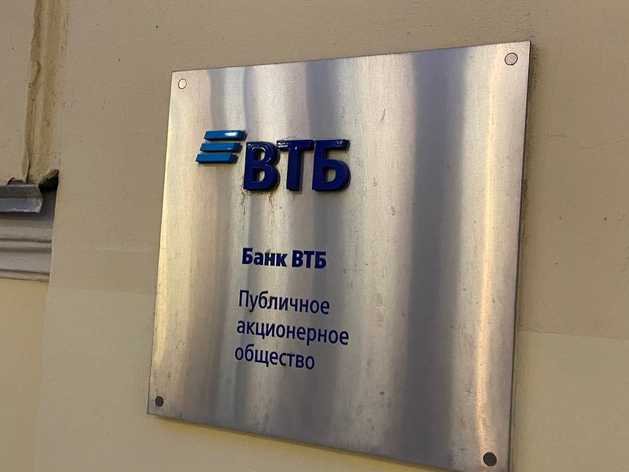 ВТБ
Банк ВТБ
Публичное
акционерное
общество